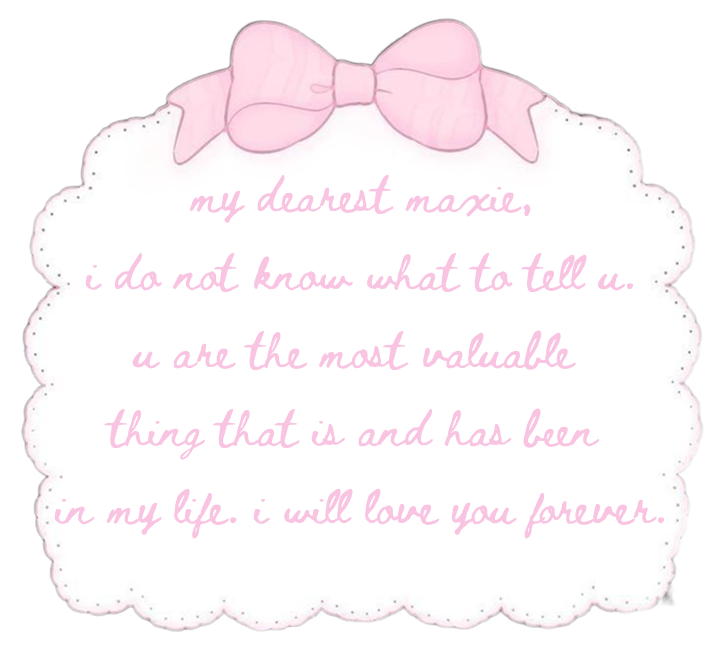 my dearest maxie,
i do not know what to tell u.
u are the most valuable
thing that is and has been
in my life. i will love you forever.